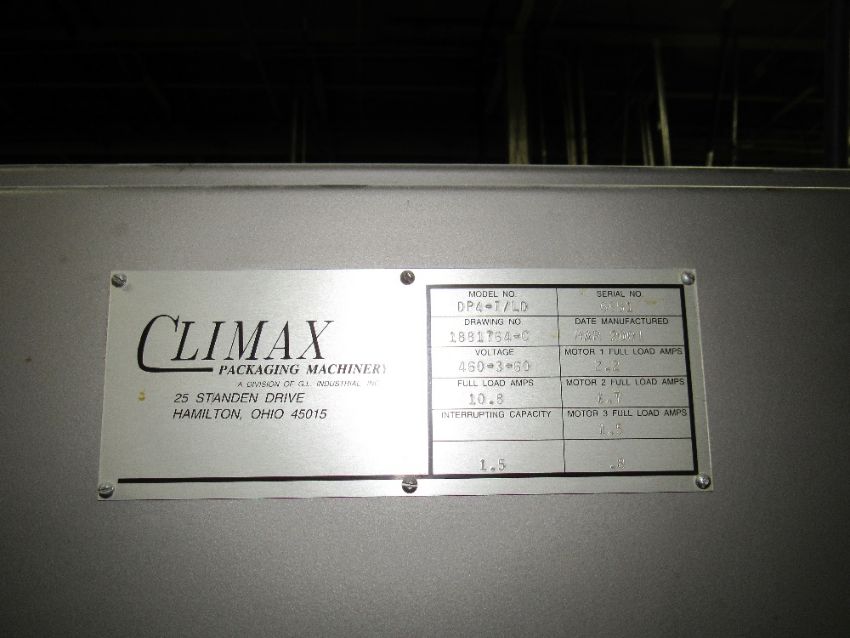 CLIMAX
PACKAGING MACHINERY
A DIVISION OF G.L. INDUSTRIAL INC
25 STANDEN DRIVE
HAMILTON, OHIO 45015
MODEL NO.
DP4-T/LD
SERIAL NO.
DRAWING NO.
1881764-C
DATE MANUFACTURED
MAR
VOLTAGE
460-3-60
MOTOR 1 FULL LOAD AMPS
2.2
FULL LOAD AMPS
10.8
MOTOR 2 FULL LOAD AMPS
INTERRUPTING CAPACITY
1.5
MOTOR 3 FULL LOAD AMPS
1.5
.8